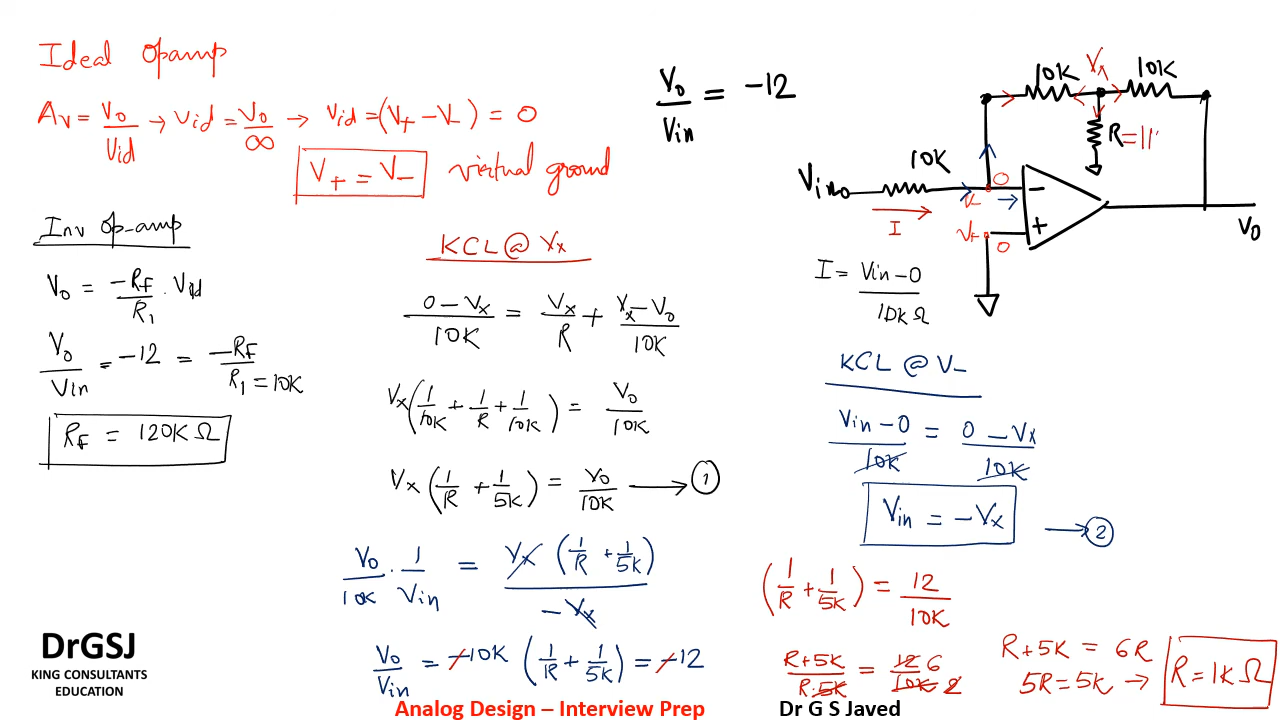 Ideal Opamp
Av = Vo/Vid → Vid = Vo/∞ → Vid = (V+ − V−) = 0
V+ = V− virtual ground
Inv Op-amp
Vo = −RF/R1 . Vid
Vo/Vin = −12 = −RF/R1 = 10K
RF = 120K Ω
KCL @ Vx
0 − Vx/10K = Vx/R + Vx − Vo/10K
Vx(1/10K + 1/R + 1/10K) = Vo/10K
Vx (1/R + 1/5K) = Vo/10K → 1
Vo/10K . 1/Vin = Vx (1/R + 1/5K)/−Vx
Vo/Vin = −10K (1/R + 1/5K) = −12
Vo/Vin = −12
10K Vx 10K
R =
10K
Vin
V− 0
−
I
V+ 0
+
Vo
I = Vin − 0/10K Ω
KCL @ V−
Vin − 0/10K = 0 − Vx/10K
Vin = −Vx → 2
(1/R + 1/5K) = 12/10K
R + 5K/R 5K = 12 6/10K 2
R + 5K = 6R
5R = 5K → R = 1K Ω
DrGSJ
KING CONSULTANTS
EDUCATION
Analog Design – Interview Prep Dr G S Javed